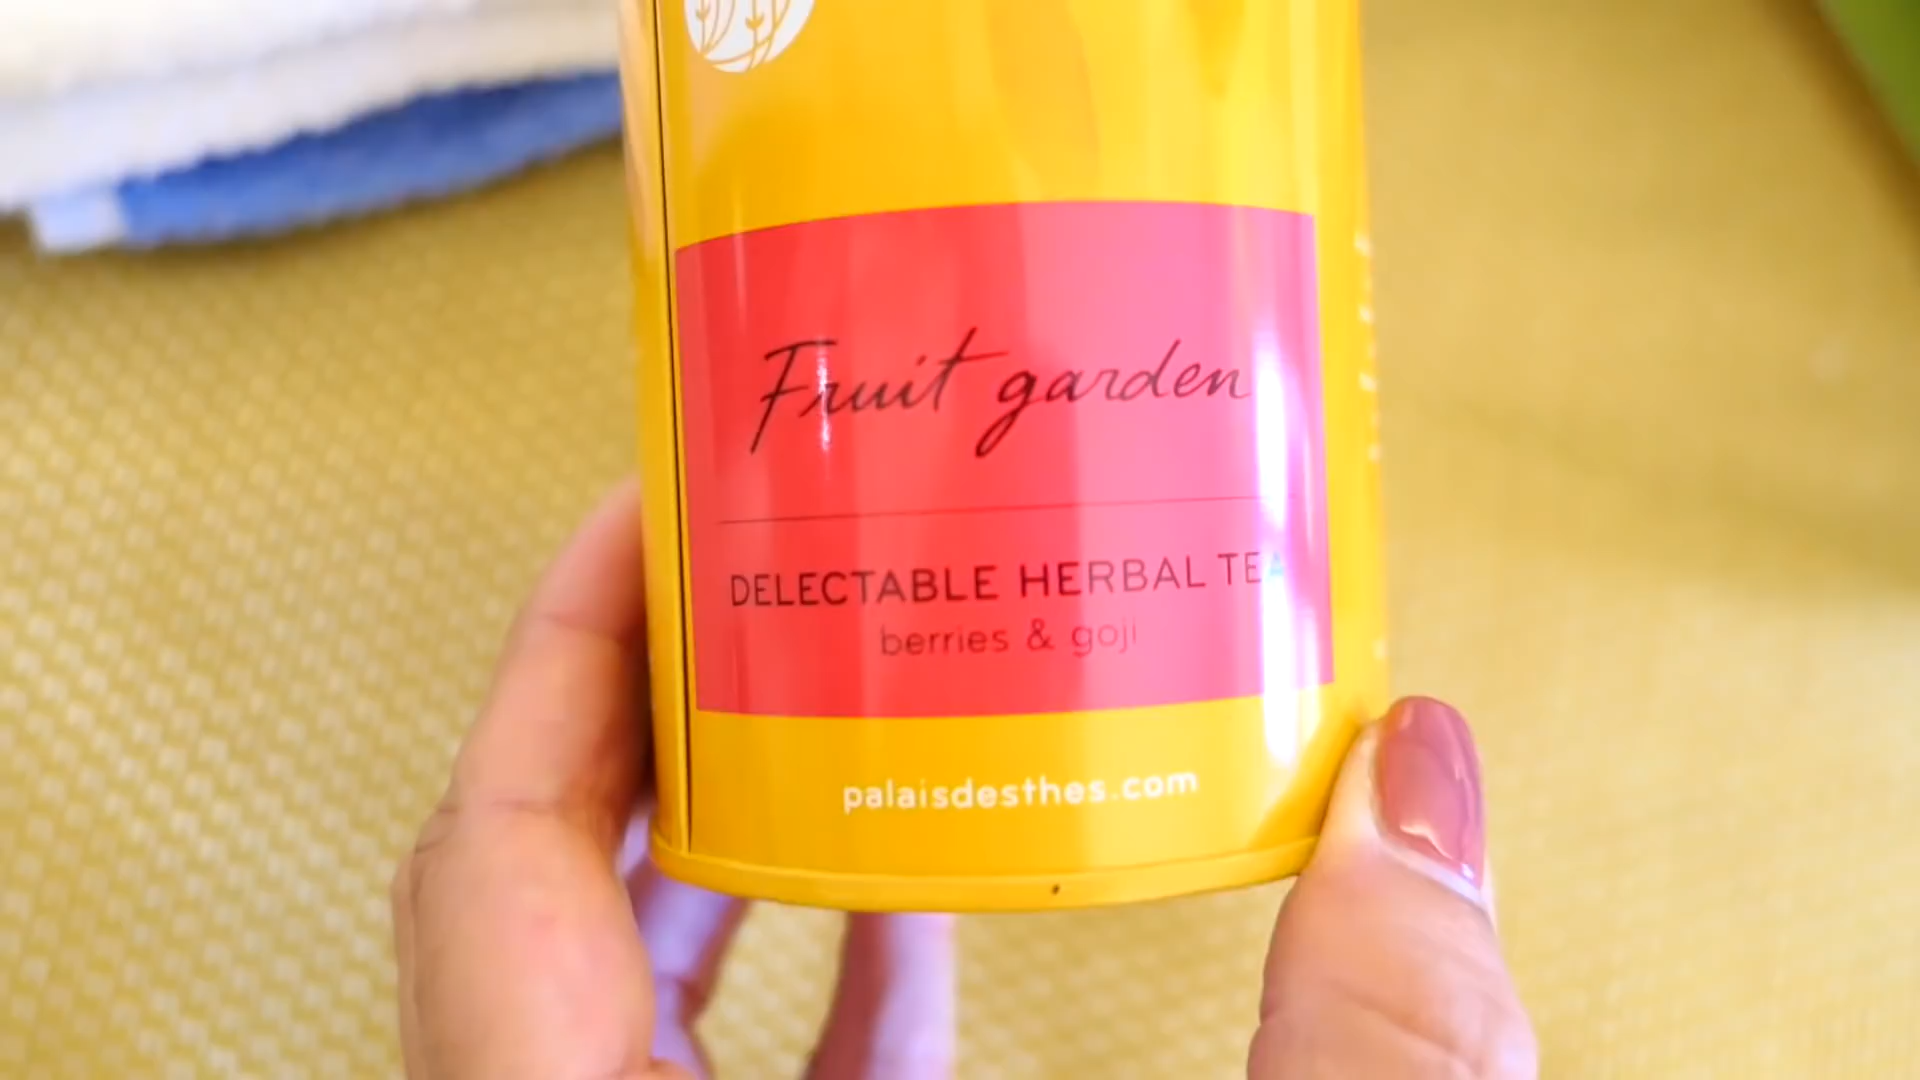 Fruit garden
DELECTABLE HERBAL TEA
berries & goji
palaisdesthes.com